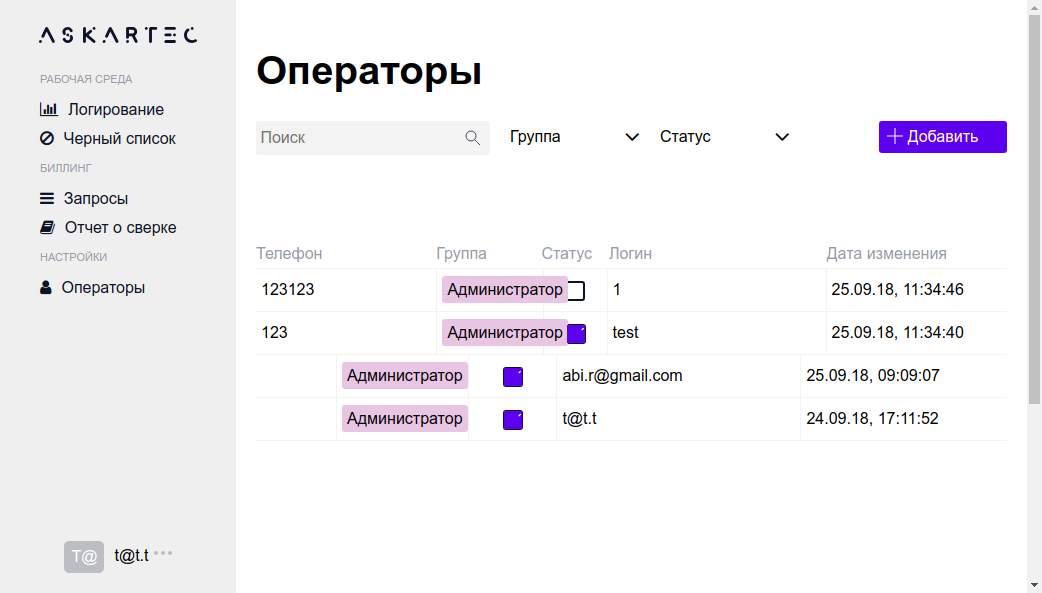 ASKARTEC
РАБОЧАЯ СРЕДА
Логирование
Черный список
БИЛЛИНГ
Запросы
Отчет о сверке
НАСТРОЙКИ
Операторы
T@ t@t.t
Операторы
Поиск Группа Статус Добавить
Телефон Группа Статус Логин Дата изменения
123123 Администратор 1 25.09.18, 11:34:46
123 Администратор test 25.09.18, 11:34:40
Администратор abi.r@gmail.com 25.09.18, 09:09:07
Администратор t@t.t 24.09.18, 17:11:52